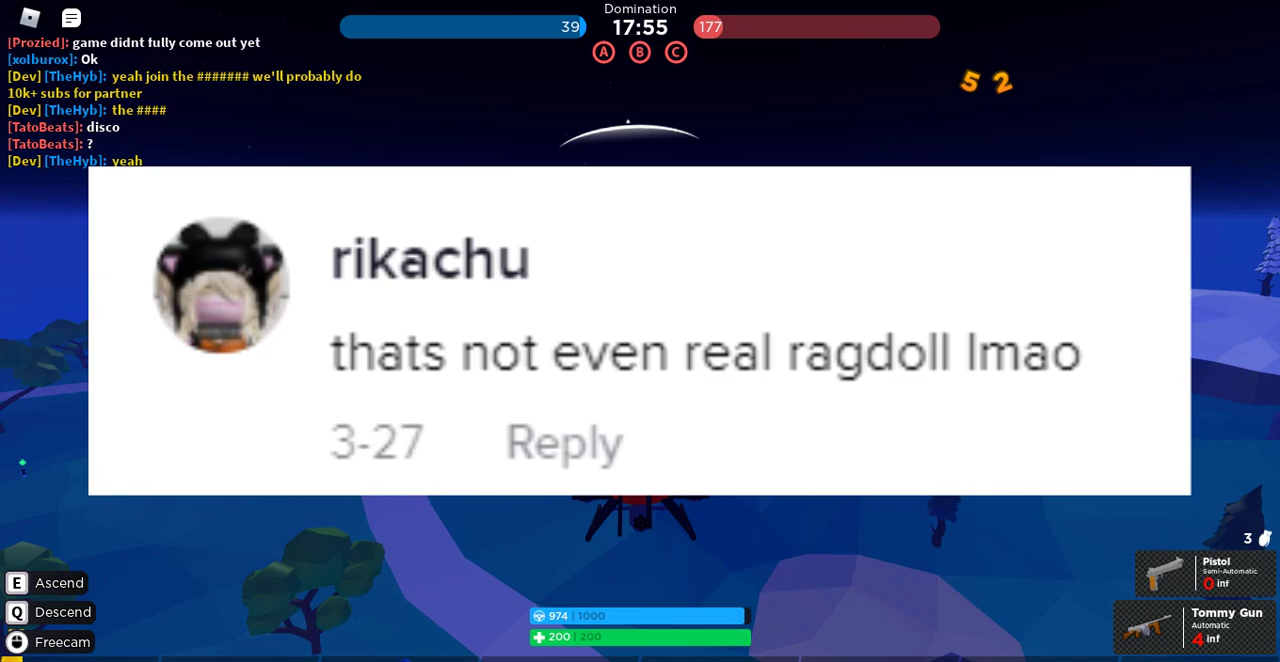 Domination
39 17:55 177
A B C
[Prozied]: game didnt fully come out yet
[xolburox]: Ok
[Dev] [TheHyb]: yeah join the ####### we'll probably do
10k+ subs for partner
[Dev] [TheHyb]: the ####
[TatoBeats]: disco
[TatoBeats]: ?
[Dev] [TheHyb]: yeah
5 2
rikachu
thats not even real ragdoll lmao
3-27 Reply
E Ascend
Q Descend
Freecam
974 | 1000
200 | 200
3
Pistol
Semi-Automatic
0 inf
Tommy Gun
Automatic
4 inf